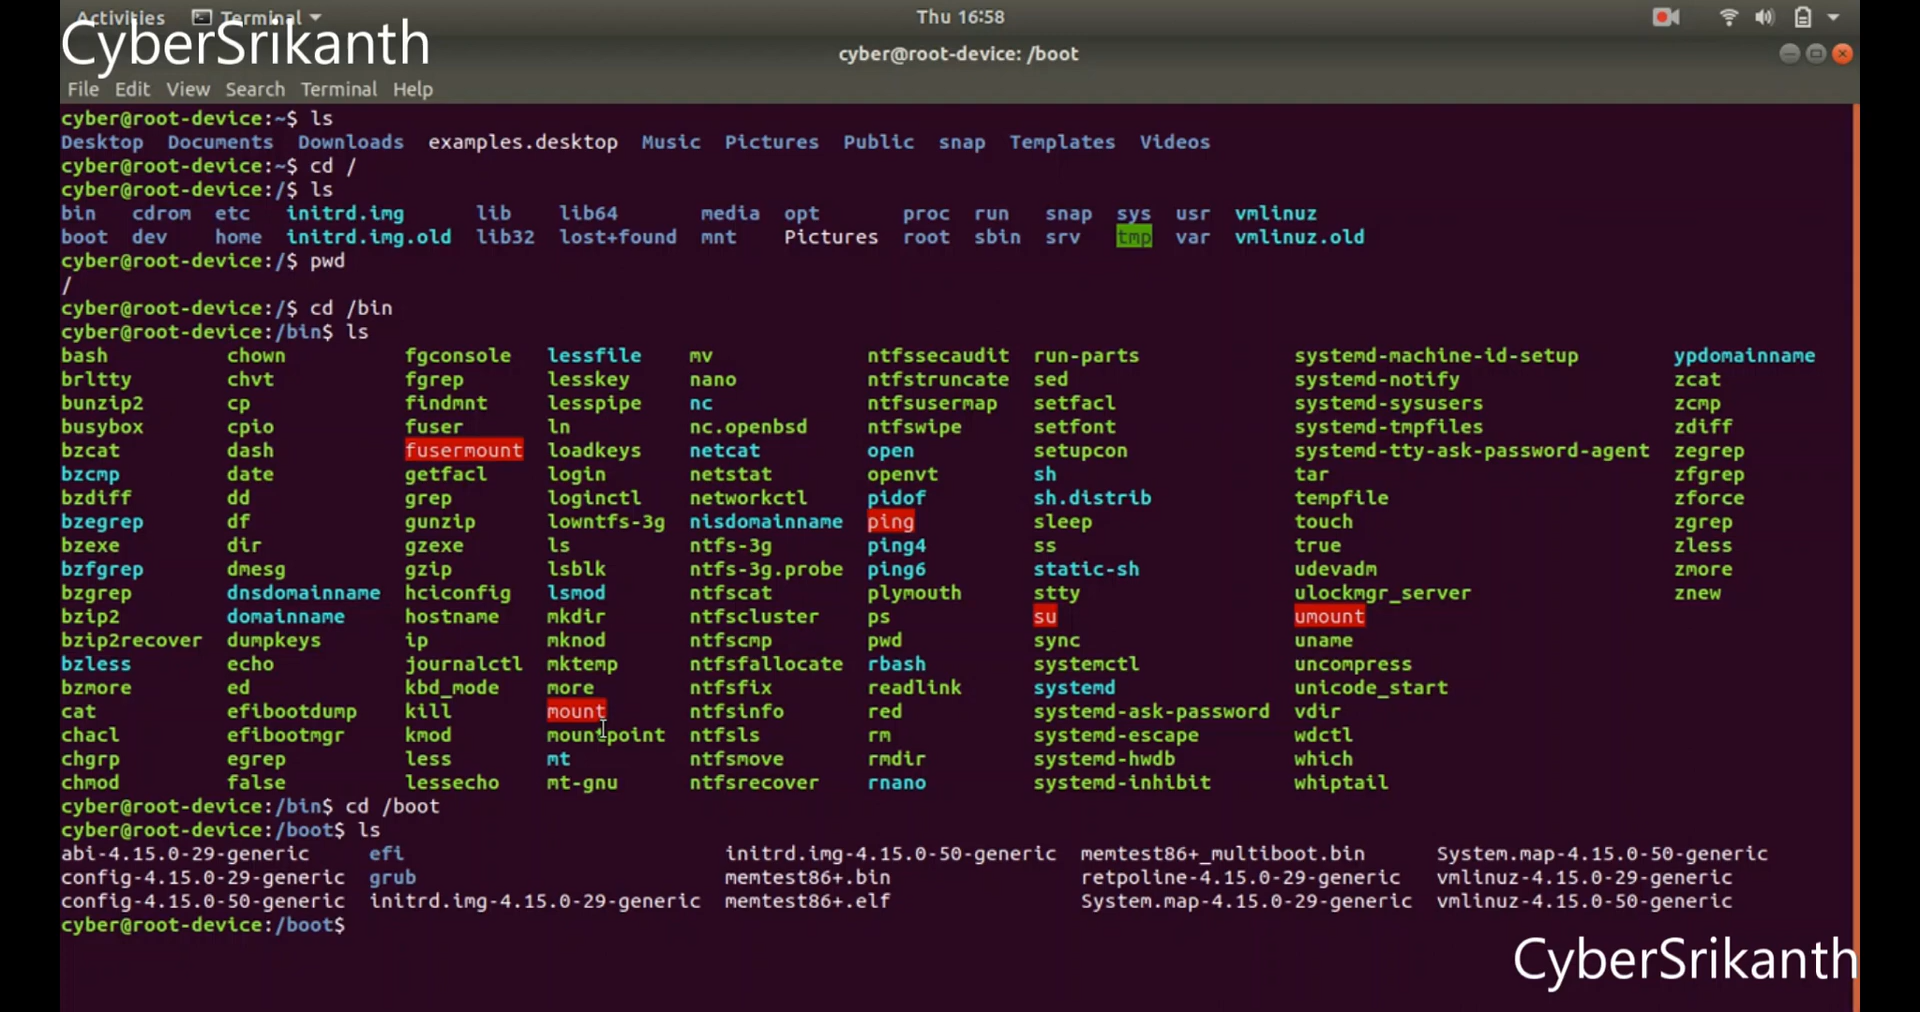 Activities Terminal Thu 16:58
CyberSrikanth
cyber@root-device: /boot
File Edit View Search Terminal Help
cyber@root-device:~$ ls
Desktop Documents Downloads examples.desktop Music Pictures Public snap Templates Videos
cyber@root-device:~$ cd /
cyber@root-device:/$ ls
bin cdrom etc initrd.img lib lib64 media opt proc run snap sys usr vmlinuz
boot dev home initrd.img.old lib32 lost+found mnt Pictures root sbin srv tmp var vmlinuz.old
cyber@root-device:/$ pwd
/
cyber@root-device:/$ cd /bin
cyber@root-device:/bin$ ls
bash chown fgconsole lessfile mv ntfssecaudit run-parts systemd-machine-id-setup ypdomainname
brltty chvt fgrep lesskey nano ntfstruncate sed systemd-notify zcat
bunzip2 cp findmnt lesspipe nc ntfsusermap setfacl systemd-sysusers zcmp
busybox cpio fuser ln nc.openbsd ntfswipe setfont systemd-tmpfiles zdiff
bzcat dash fusermount loadkeys netcat open setupcon systemd-tty-ask-password-agent zegrep
bzcmp date getfacl login netstat openvt sh tar zfgrep
bzdiff dd grep loginctl networkctl pidof sh.distrib tempfile zforce
bzegrep df gunzip lowntfs-3g nisdomainname ping sleep touch zgrep
bzexe dir gzexe ls ntfs-3g ping4 ss true zless
bzfgrep dmesg gzip lsblk ntfs-3g.probe ping6 static-sh udevadm zmore
bzgrep dnsdomainname hciconfig lsmod ntfscat plymouth stty ulockmgr_server znew
bzip2 domainname hostname mkdir ntfscluster ps su umount
bzip2recover dumpkeys ip mknod ntfscmp pwd sync uname
bzless echo journalctl mktemp ntfsfallocate rbash systemctl uncompress
bzmore ed kbd_mode more ntfsfix readlink systemd unicode_start
cat efibootdump kill mount ntfsinfo red systemd-ask-password vdir
chacl efibootmgr kmod mountpoint ntfsls rm systemd-escape wdctl
chgrp egrep less mt ntfsmove rmdir systemd-hwdb which
chmod false lessecho mt-gnu ntfsrecover rnano systemd-inhibit whiptail
cyber@root-device:/bin$ cd /boot
cyber@root-device:/boot$ ls
abi-4.15.0-29-generic efi initrd.img-4.15.0-50-generic memtest86+_multiboot.bin System.map-4.15.0-50-generic
config-4.15.0-29-generic grub memtest86+.bin retpoline-4.15.0-29-generic vmlinuz-4.15.0-29-generic
config-4.15.0-50-generic initrd.img-4.15.0-29-generic memtest86+.elf System.map-4.15.0-29-generic vmlinuz-4.15.0-50-generic
cyber@root-device:/boot$
CyberSrikanth